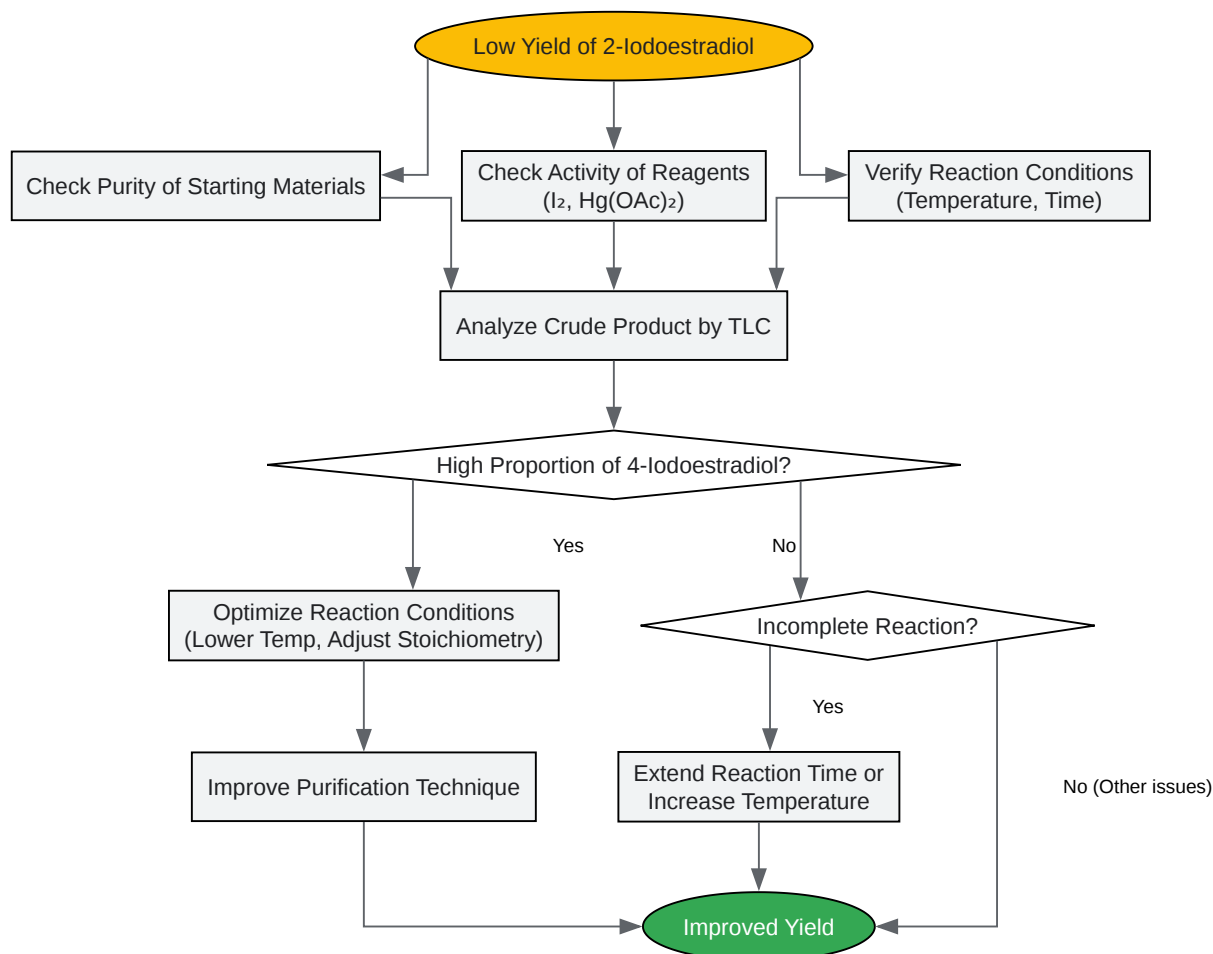 Low Yield of 2-Iodoestradiol
Check Purity of Starting Materials
Check Activity of Reagents
(I₂, Hg(OAc)₂)
Verify Reaction Conditions
(Temperature, Time)
Analyze Crude Product by TLC
High Proportion of 4-Iodoestradiol?
Yes
No
Optimize Reaction Conditions
(Lower Temp, Adjust Stoichiometry)
Incomplete Reaction?
Yes
Improve Purification Technique
Extend Reaction Time or
Increase Temperature
No (Other issues)
Improved Yield